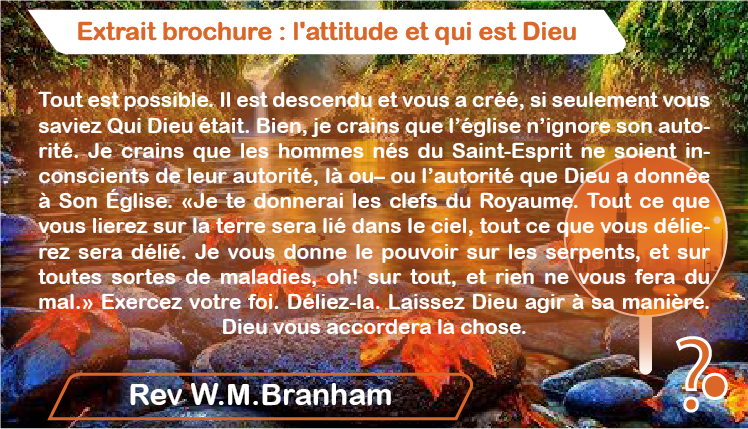 Extrait brochure : l'attitude et qui est Dieu
Tout est possible. Il est descendu et vous a créé, si seulement vous
saviez Qui Dieu était. Bien, je crains que l’église n’ignore son auto-
rité. Je crains que les hommes nés du Saint-Esprit ne soient in-
conscients de leur autorité, là ou– ou l’autorité que Dieu a donnée
à Son Église. «Je te donnerai les clefs du Royaume. Tout ce que
vous lierez sur la terre sera lié dans le ciel, tout ce que vous délie-
rez sera délié. Je vous donne le pouvoir sur les serpents, et sur
toutes sortes de maladies, oh! sur tout, et rien ne vous fera du
mal.» Exercez votre foi. Déliez-la. Laissez Dieu agir à sa manière.
Dieu vous accordera la chose.
Rev W.M.Branham
?